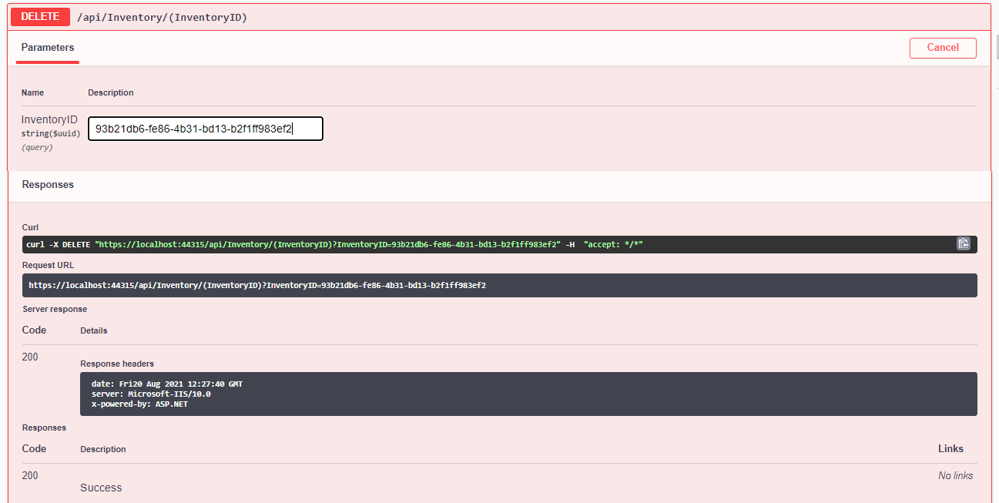 DELETE /api/Inventory/(InventoryID)
Parameters Cancel
Name Description
InventoryID 93b21db6-fe86-4b31-bd13-b2f1ff983ef2
string($uuid)
(query)
Responses
Curl
curl -X DELETE "https://localhost:44315/api/Inventory/(InventoryID)?InventoryID=93b21db6-fe86-4b31-bd13-b2f1ff983ef2" -H  "accept: */*"
Request URL
https://localhost:44315/api/Inventory/(InventoryID)?InventoryID=93b21db6-fe86-4b31-bd13-b2f1ff983ef2
Server response
Code Details
200
Response headers
date: Fri20 Aug 2021 12:27:40 GMT
server: Microsoft-IIS/10.0
x-powered-by: ASP.NET
Responses
Code Description Links
200 No links
Success